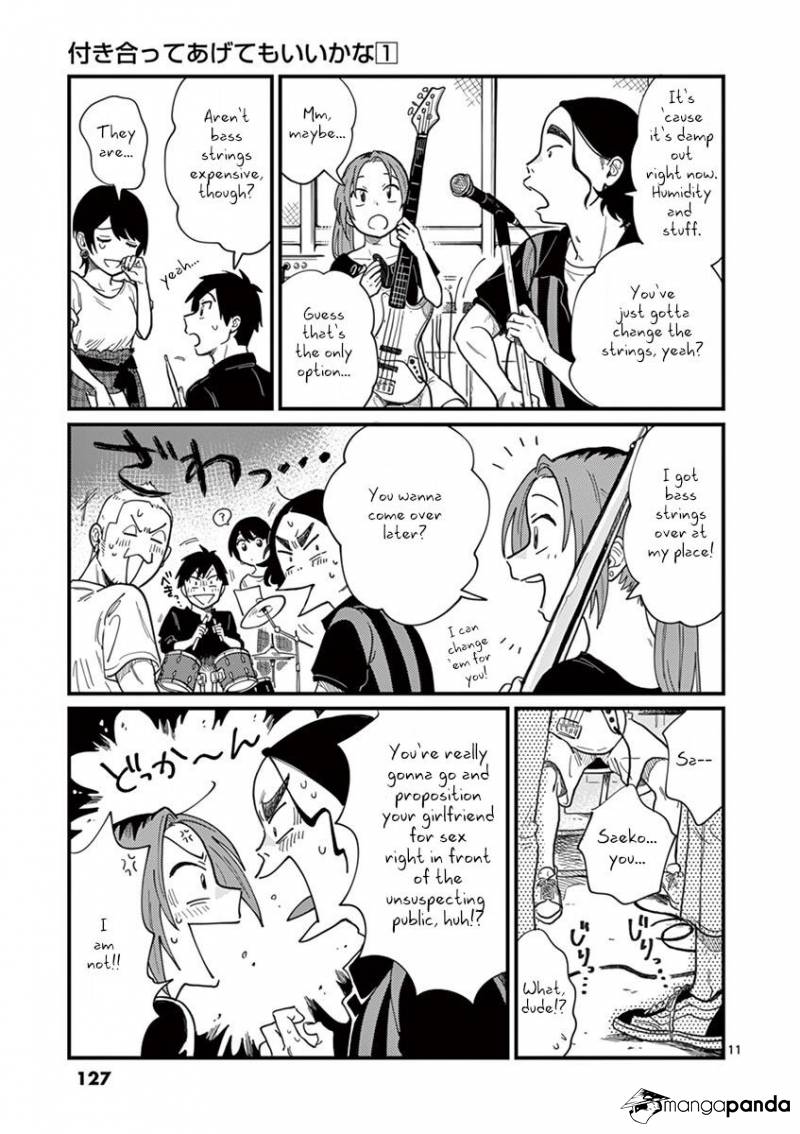 付き合ってあげてもいいかな1
It's
'cause
it's damp
out
right now.
Humidity
and
stuff.
You've
just gotta
change the
strings, yeah?
Mm,
maybe...
Guess
that's
the only
option...
Aren't
bass
strings
expensive,
though?
They
are...
yeah...
I got
bass
strings
over at
my place!
You wanna
come over
later?
I can
change
'em for
you!
?
ざわっ…
Sa--
Saeko...
you...
じりっ…
じりっ…
What,
dude!?
You're really
gonna go and
proposition
your girlfriend
for sex
right in front
of the
unsuspecting
public, huh!?
どっか〜ん
I
am
not!!
11
127
mangapanda